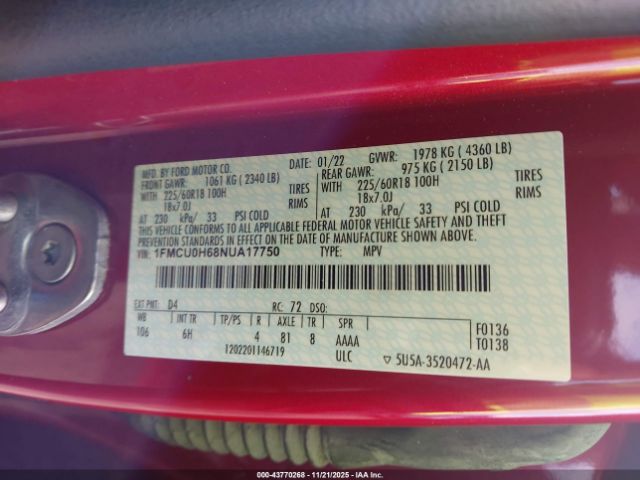 MFD. BY FORD MOTOR CO.
DATE: 01/22 GVWR: 1978 KG ( 4360 LB)
FRONT GAWR: 1061 KG ( 2340 LB)
REAR GAWR: 975 KG ( 2150 LB)
WITH 225/60R18 100H TIRES
WITH 225/60R18 100H TIRES
18x7.0J RIMS
18x7.0J RIMS
AT 230 kPa/ 33 PSI COLD
AT 230 kPa/ 33 PSI COLD
THIS VEHICLE CONFORMS TO ALL APPLICABLE FEDERAL MOTOR VEHICLE SAFETY AND THEFT
PREVENTION STANDARDS IN EFFECT ON THE DATE OF MANUFACTURE SHOWN ABOVE.
VIN: 1FMCU0H68NUA17750 TYPE: MPV
EXT PNT: D4 RC: 72 DSO:
WB INT TR TP/PS R AXLE TR SPR
106 6H 4 81 8 AAAA
F0136
T0138
1202201146719 ULC
5U5A-3520472-AA
000-43770268 - 11/21/2025 - IAA Inc.